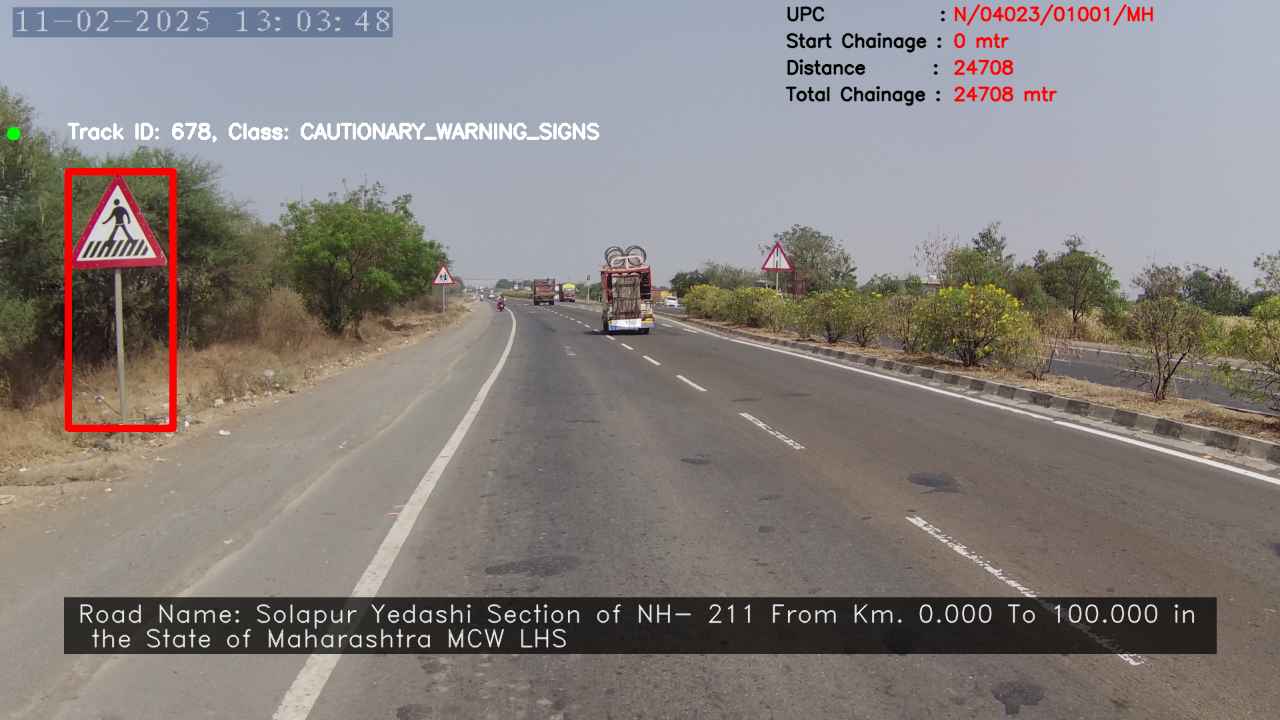 11-02-2025 13:03:48
UPC : N/04023/01001/MH
Start Chainage : 0 mtr
Distance : 24708
Total Chainage : 24708 mtr
Track ID: 678, Class: CAUTIONARY_WARNING_SIGNS
Road Name: Solapur Yedashi Section of NH- 211 From Km. 0.000 To 100.000 in
the State of Maharashtra MCW LHS